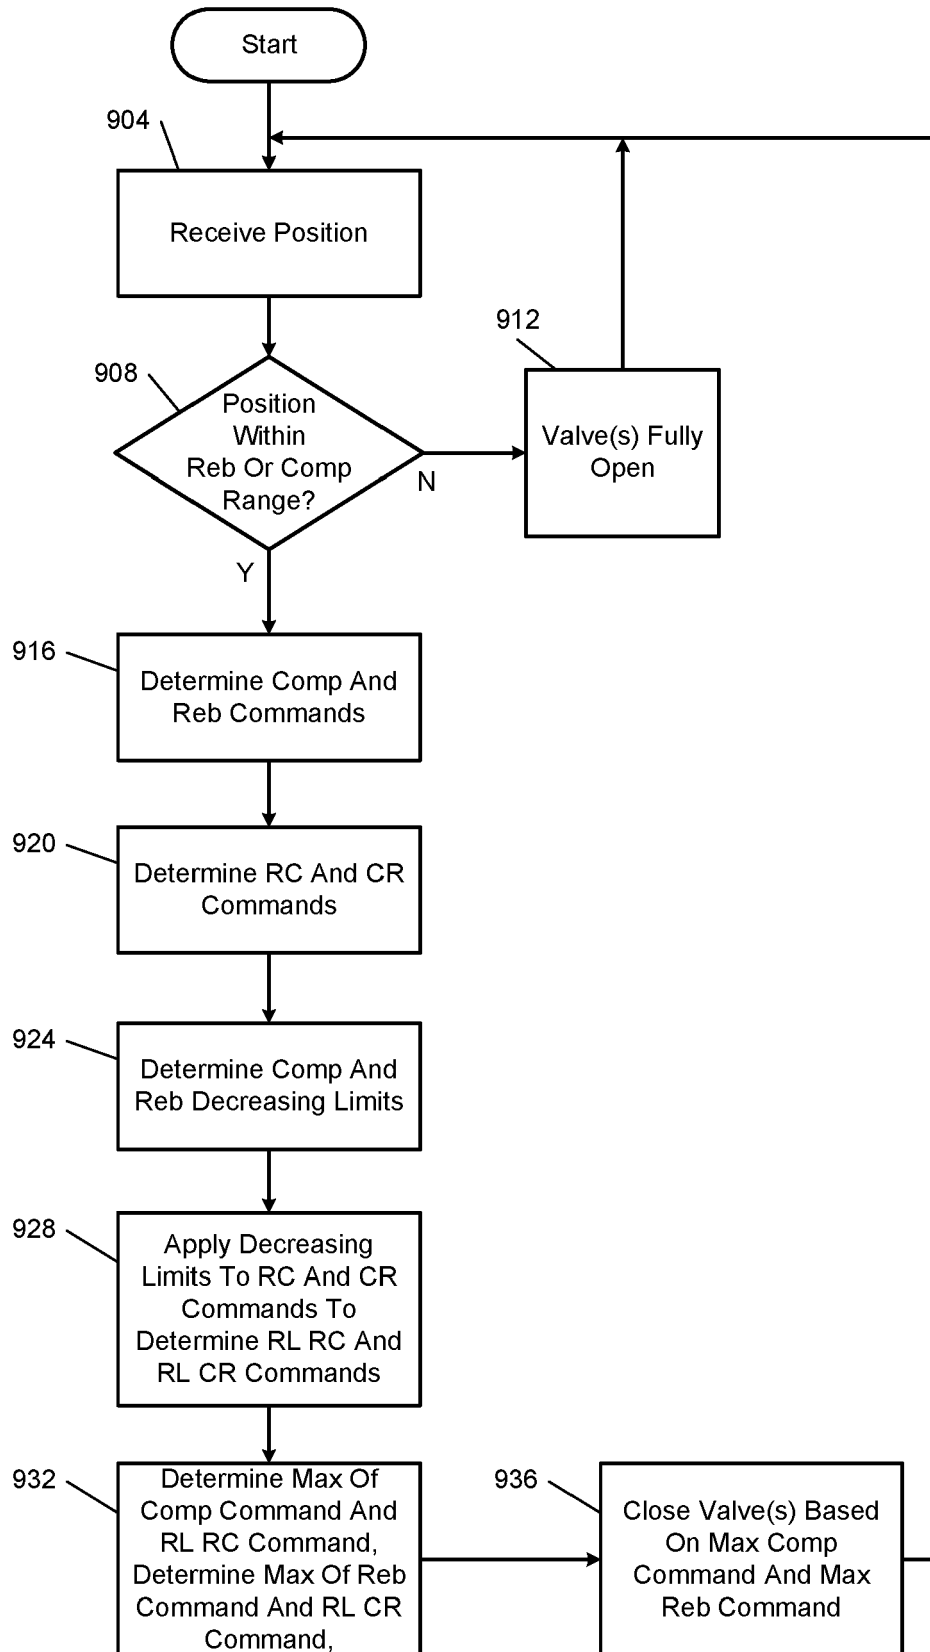 Start
904
Receive Position
908
Position
Within
Reb Or Comp
Range?
N
Y
912
Valve(s) Fully
Open
916
Determine Comp And
Reb Commands
920
Determine RC And CR
Commands
924
Determine Comp And
Reb Decreasing Limits
928
Apply Decreasing
Limits To RC And CR
Commands To
Determine RL RC And
RL CR Commands
932
Determine Max Of
Comp Command And
RL RC Command,
Determine Max Of Reb
Command And RL CR
Command,
936
Close Valve(s) Based
On Max Comp
Command And Max
Reb Command